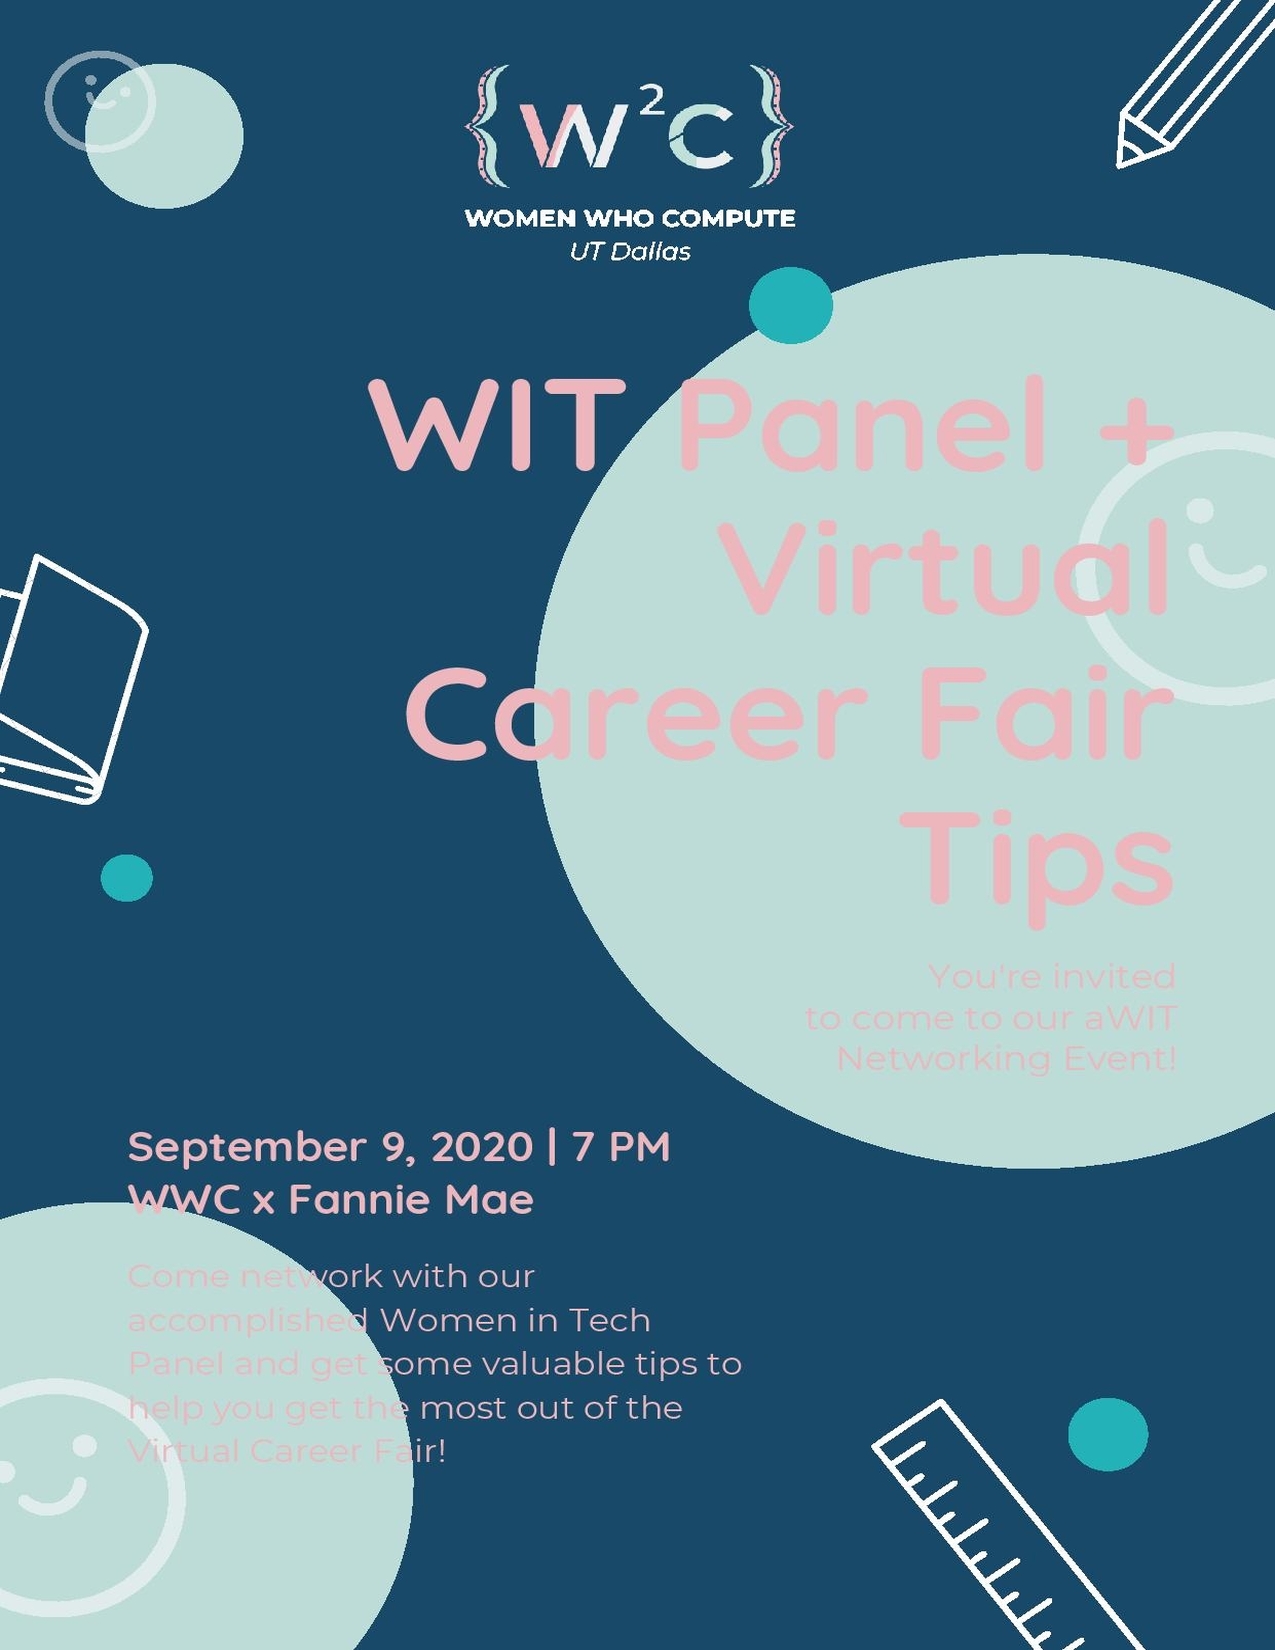 {W²C}
WOMEN WHO COMPUTE
UT Dallas
WIT Panel +
Virtual
Career Fair
Tips
You're invited
to come to our aWIT
Networking Event!
September 9, 2020 | 7 PM
WWC x Fannie Mae
Come network with our
accomplished Women in Tech
Panel and get some valuable tips to
help you get the most out of the
Virtual Career Fair!